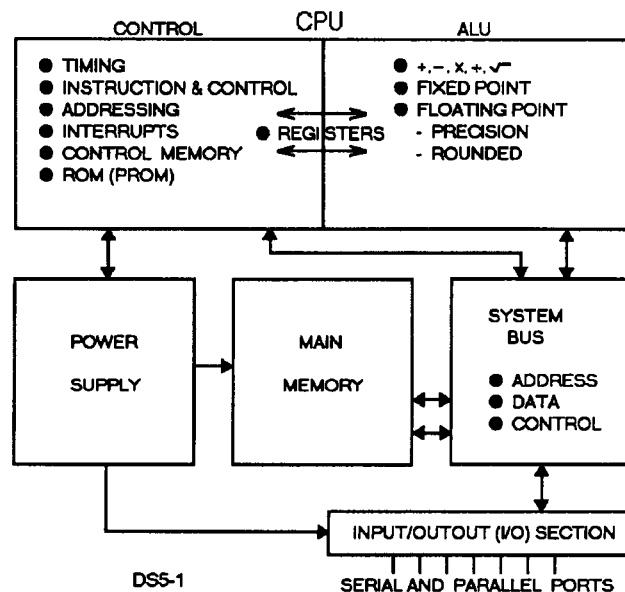 CPU
CONTROL
ALU
● TIMING
● INSTRUCTION & CONTROL
● ADDRESSING
● INTERRUPTS
● CONTROL MEMORY
● ROM (PROM)
● REGISTERS
● +, -, x, +, √‾
● FIXED POINT
● FLOATING POINT
- PRECISION
- ROUNDED
POWER
SUPPLY
MAIN
MEMORY
SYSTEM
BUS
● ADDRESS
● DATA
● CONTROL
INPUT/OUTOUT (I/O) SECTION
DS5-1
SERIAL AND PARALLEL PORTS